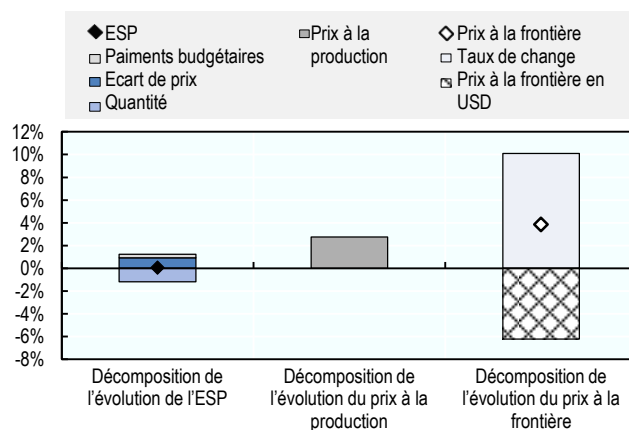 ESP
Paiments budgétaires
Ecart de prix
Quantité
Prix à la
production
Prix à la frontière
Taux de change
Prix à la frontière en
USD
12%
10%
8%
6%
4%
2%
0%
-2%
-4%
-6%
-8%
Décomposition de
l’évolution de l’ESP
Décomposition de
l’évolution du prix à la
production
Décomposition de
l’évolution du prix à la
frontière